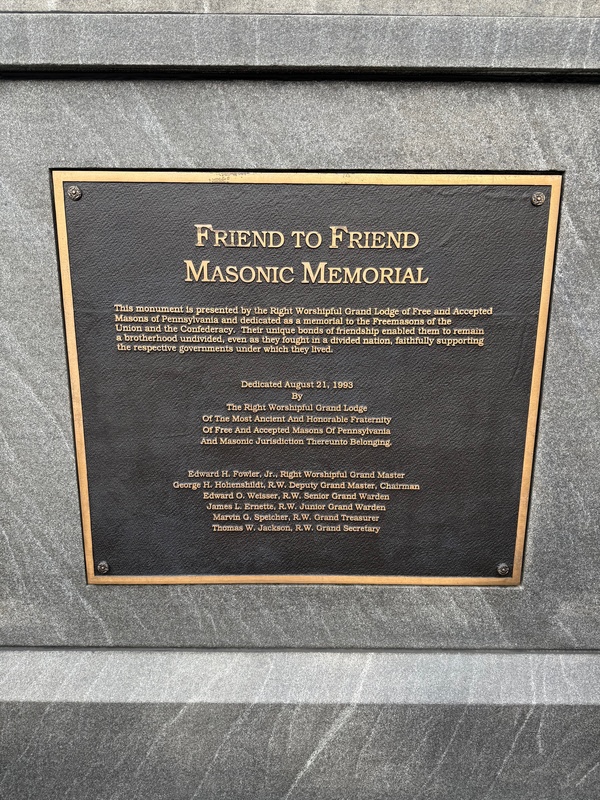 Friend to Friend
Masonic Memorial
This monument is presented by the Right Worshipful Grand Lodge of Free and Accepted
Masons of Pennsylvania and dedicated as a memorial to the Freemasons of the
Union and the Confederacy. Their unique bonds of friendship enabled them to remain
a brotherhood undivided, even as they fought in a divided nation, faithfully supporting
the respective governments under which they lived.
Dedicated August 21, 1993
By
The Right Worshipful Grand Lodge
Of The Most Ancient And Honorable Fraternity
Of Free And Accepted Masons Of Pennsylvania
And Masonic Jurisdiction Thereunto Belonging.
Edward H. Fowler, Jr., Right Worshipful Grand Master
George H. Hohenshildt, R.W. Deputy Grand Master, Chairman
Edward O. Weisser, R.W. Senior Grand Warden
James L. Ernette, R.W. Junior Grand Warden
Marvin G. Speicher, R.W. Grand Treasurer
Thomas W. Jackson, R.W. Grand Secretary